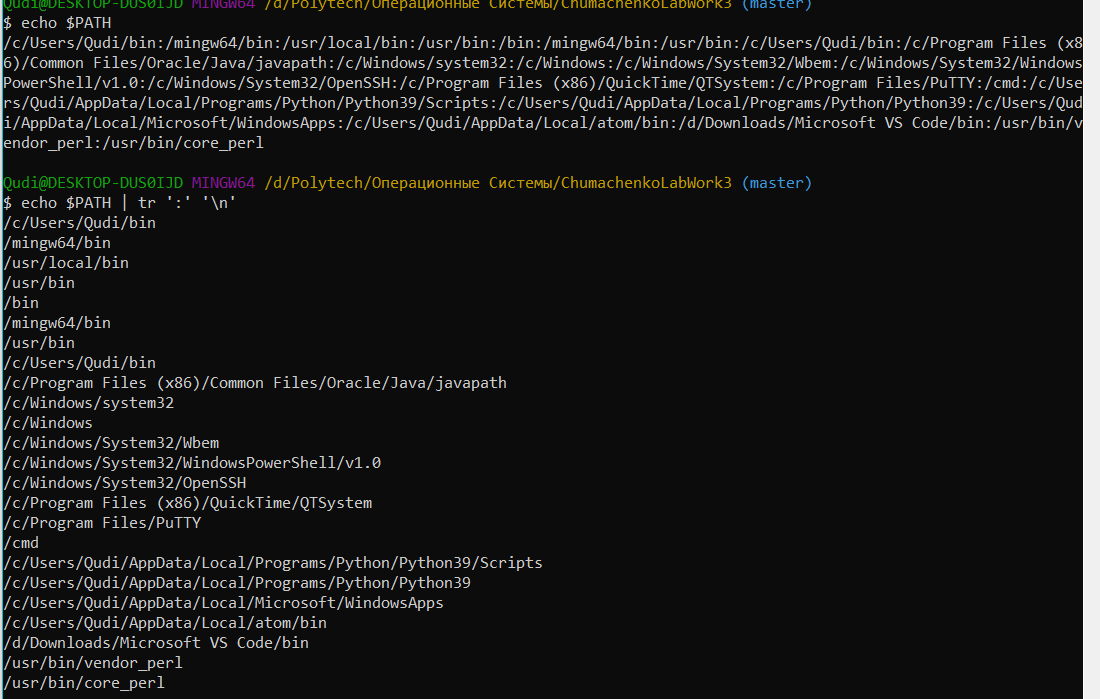 Qudi@DESKTOP-DUS0IJD MINGW64 /d/Polytech/Операционные Системы/ChumachenkoLabWork3 (master)
$ echo $PATH
/c/Users/Qudi/bin:/mingw64/bin:/usr/local/bin:/usr/bin:/bin:/mingw64/bin:/usr/bin:/c/Users/Qudi/bin:/c/Program Files (x8
6)/Common Files/Oracle/Java/javapath:/c/Windows/system32:/c/Windows:/c/Windows/System32/Wbem:/c/Windows/System32/Windows
PowerShell/v1.0:/c/Windows/System32/OpenSSH:/c/Program Files (x86)/QuickTime/QTSystem:/c/Program Files/PuTTY:/cmd:/c/Use
rs/Qudi/AppData/Local/Programs/Python/Python39/Scripts:/c/Users/Qudi/AppData/Local/Programs/Python/Python39:/c/Users/Qud
i/AppData/Local/Microsoft/WindowsApps:/c/Users/Qudi/AppData/Local/atom/bin:/d/Downloads/Microsoft VS Code/bin:/usr/bin/v
endor_perl:/usr/bin/core_perl
Qudi@DESKTOP-DUS0IJD MINGW64 /d/Polytech/Операционные Системы/ChumachenkoLabWork3 (master)
$ echo $PATH | tr ':' '\n'
/c/Users/Qudi/bin
/mingw64/bin
/usr/local/bin
/usr/bin
/bin
/mingw64/bin
/usr/bin
/c/Users/Qudi/bin
/c/Program Files (x86)/Common Files/Oracle/Java/javapath
/c/Windows/system32
/c/Windows
/c/Windows/System32/Wbem
/c/Windows/System32/WindowsPowerShell/v1.0
/c/Windows/System32/OpenSSH
/c/Program Files (x86)/QuickTime/QTSystem
/c/Program Files/PuTTY
/cmd
/c/Users/Qudi/AppData/Local/Programs/Python/Python39/Scripts
/c/Users/Qudi/AppData/Local/Programs/Python/Python39
/c/Users/Qudi/AppData/Local/Microsoft/WindowsApps
/c/Users/Qudi/AppData/Local/atom/bin
/d/Downloads/Microsoft VS Code/bin
/usr/bin/vendor_perl
/usr/bin/core_perl